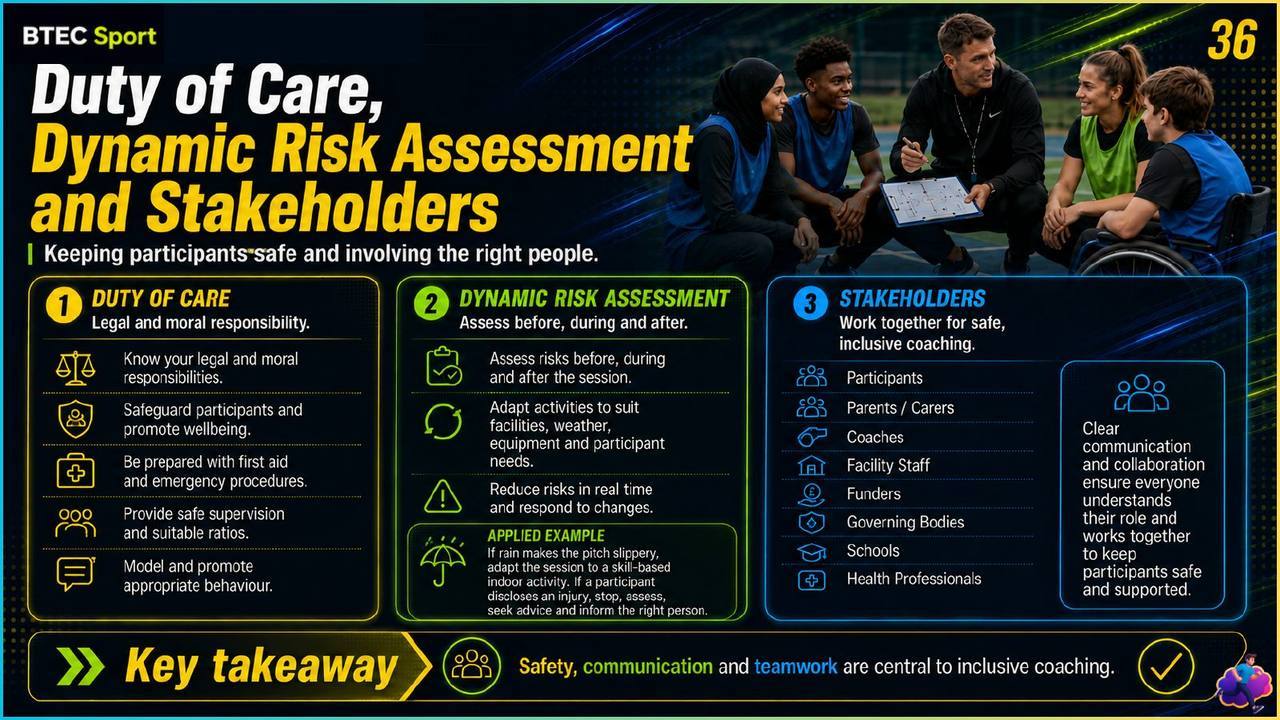 BTEC Sport
36
Duty of Care,
Dynamic Risk Assessment
and Stakeholders
Keeping participants safe and involving the right people.
1 DUTY OF CARE
Legal and moral responsibility.
Know your legal and moral
responsibilities.
Safeguard participants and
promote wellbeing.
Be prepared with first aid
and emergency procedures.
Provide safe supervision
and suitable ratios.
Model and promote
appropriate behaviour.
2 DYNAMIC RISK ASSESSMENT
Assess before, during and after.
Assess risks before, during
and after the session.
Adapt activities to suit
facilities, weather,
equipment and participant
needs.
Reduce risks in real time
and respond to changes.
APPLIED EXAMPLE
If rain makes the pitch slippery,
adapt the session to a skill-based
indoor activity. If a participant
discloses an injury, stop, assess,
seek advice and inform the right person.
3 STAKEHOLDERS
Work together for safe,
inclusive coaching.
Participants
Parents / Carers
Coaches
Facility Staff
£
Funders
Governing Bodies
Schools
Health Professionals
Clear
communication
and collaboration
ensure everyone
understands
their role and
works together
to keep
participants safe
and supported.
Key takeaway
Safety, communication and teamwork are central to inclusive coaching.